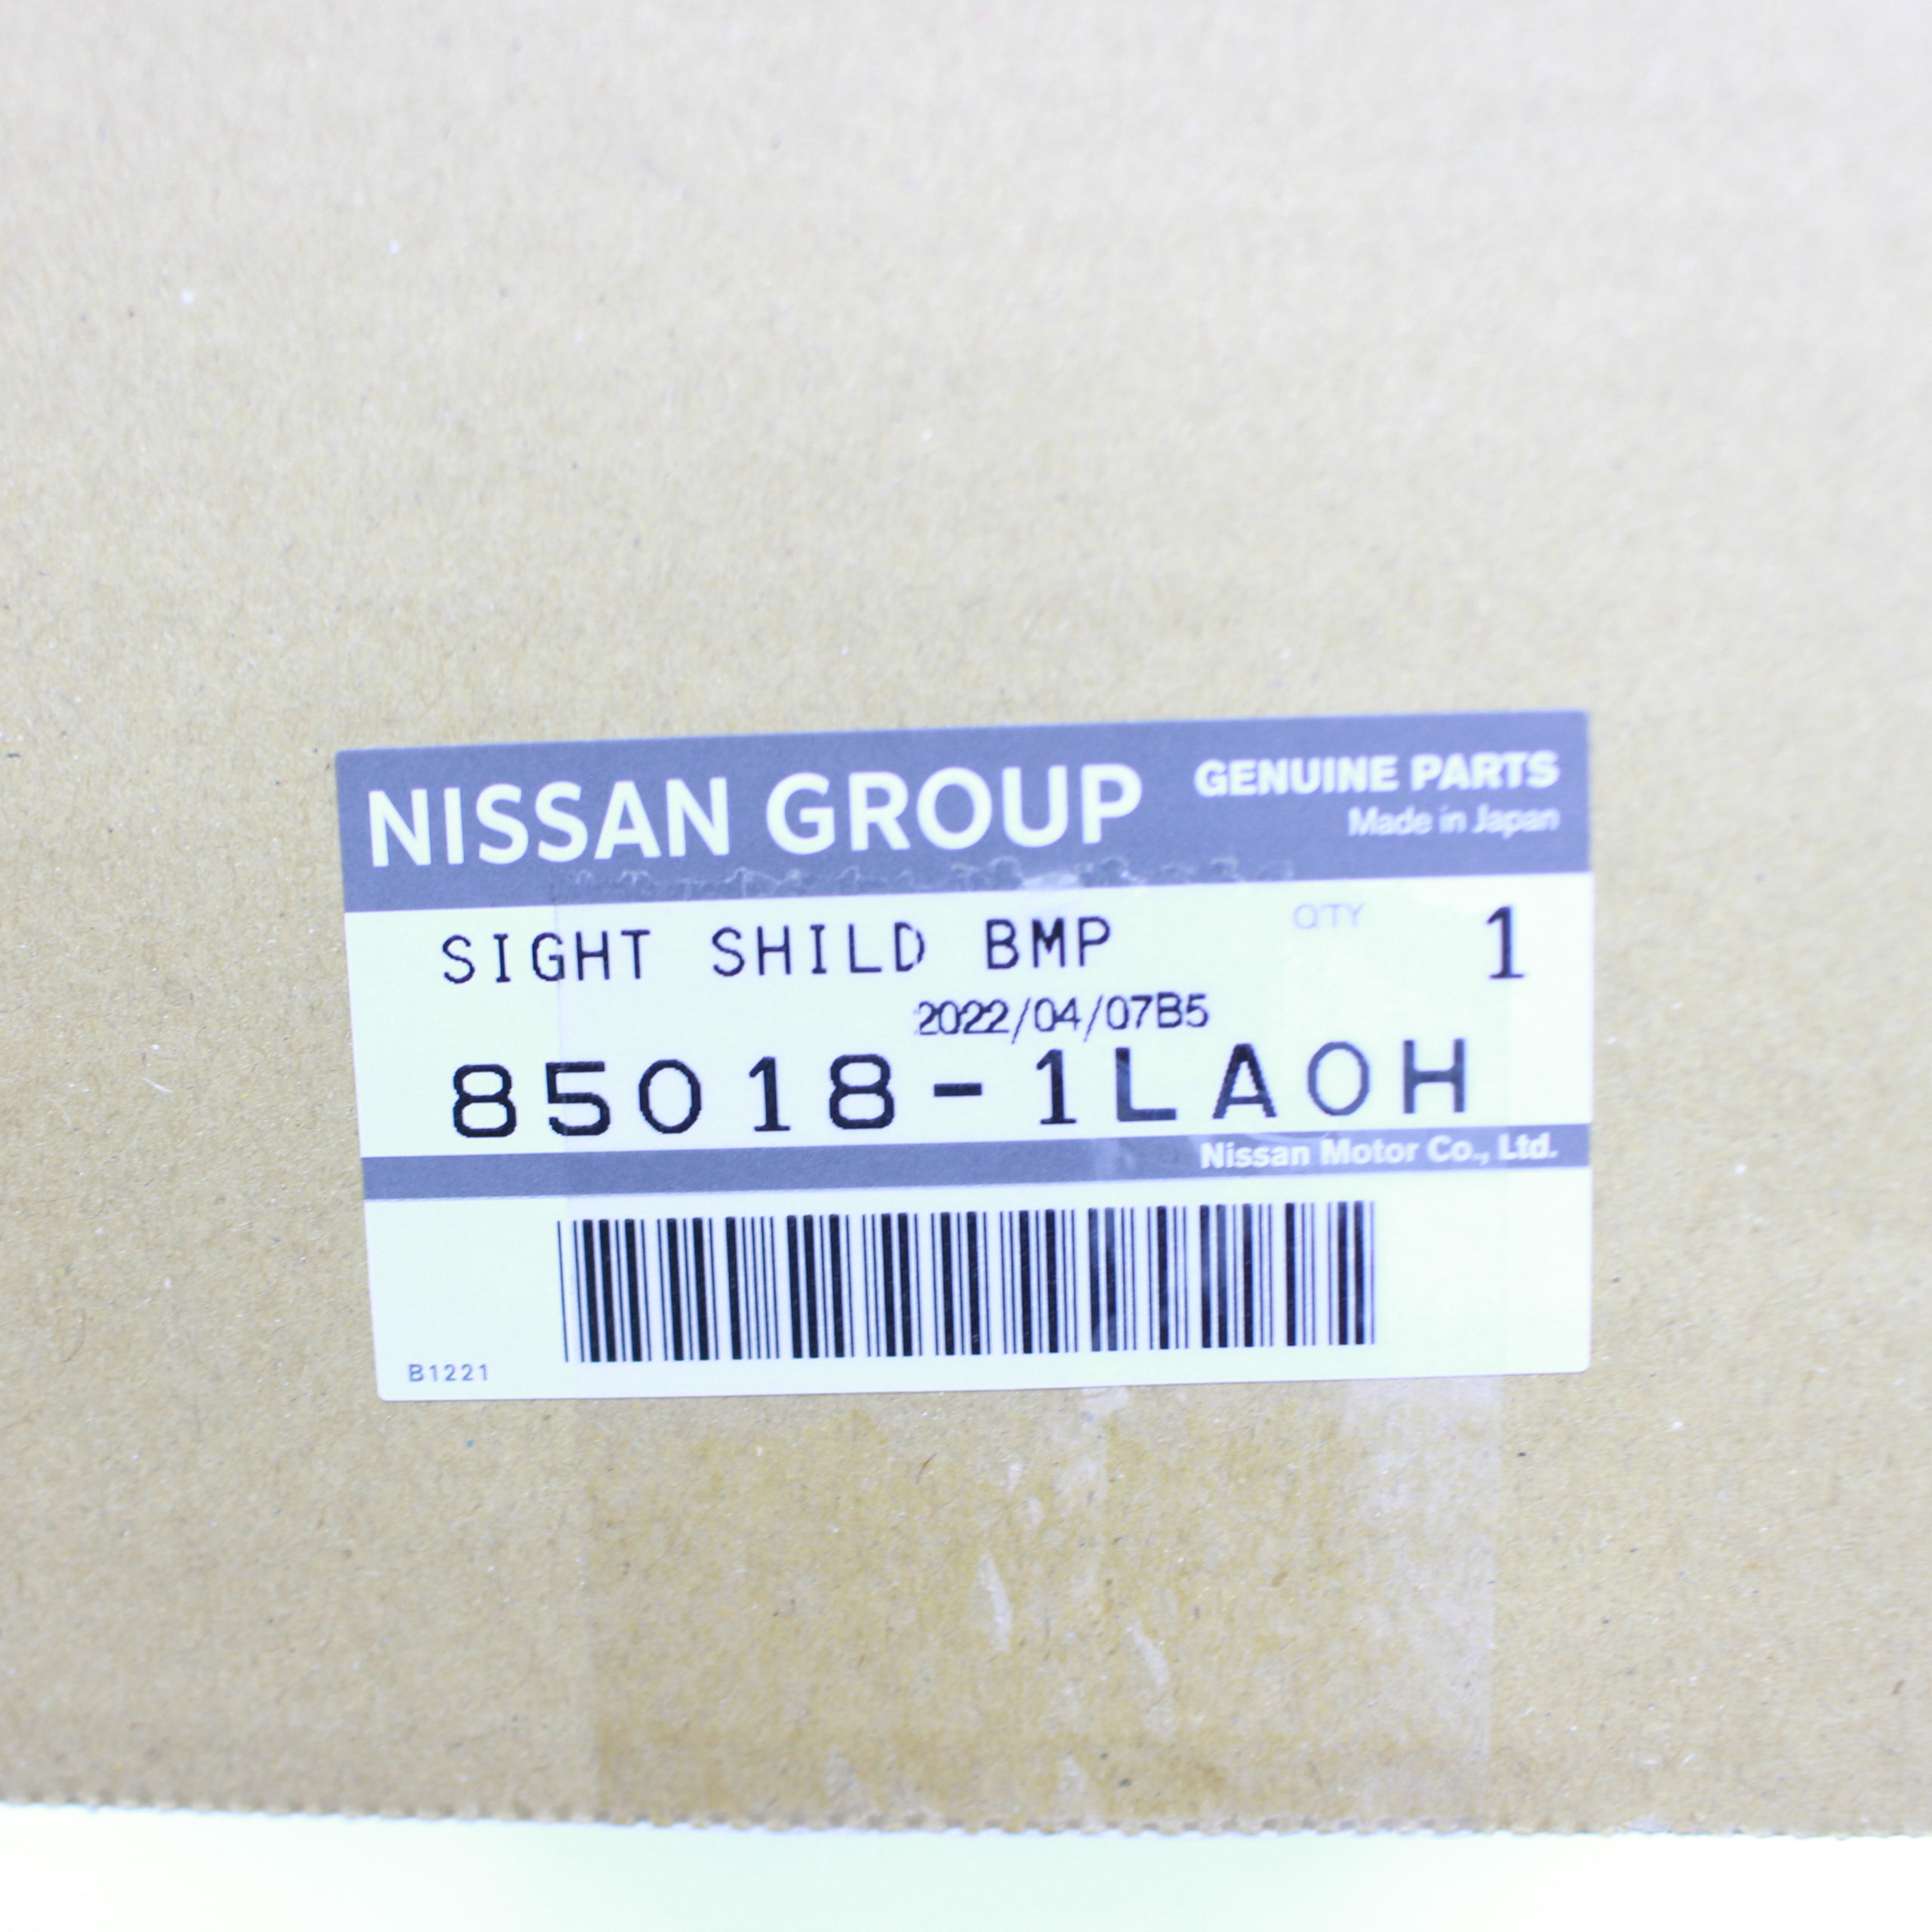 NISSAN GROUP GENUINE PARTS
Made in Japan
SIGHT SHILD BMP QTY 1
2022/04/07B5
85018-1LA0H
Nissan Motor Co., Ltd.
B1221